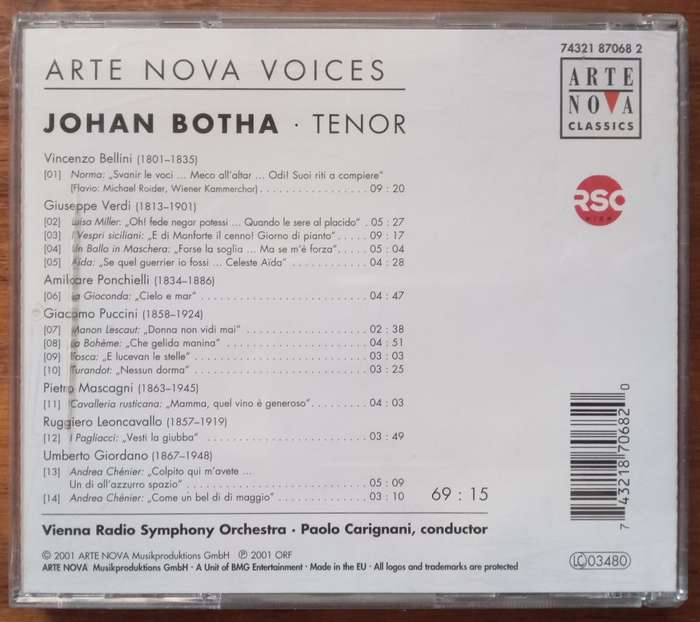 74321 87068 2
ARTE NOVA VOICES
ARTE
NOVA
CLASSICS
JOHAN BOTHA · TENOR
RSO
WIEN
Vincenzo Bellini (1801–1835)
[01] Norma: „Svanir le voci ... Meco all'altar ... Odi! Suoi riti a compiere"
(Flavio: Michael Roider, Wiener Kammerchor) 09 : 20
Giuseppe Verdi (1813–1901)
[02] Luisa Miller: „Oh! fede negar potessi ... Quando le sere al placido" 05 : 27
[03] I Vespri siciliani: „E di Monforte il cenno! Giorno di pianto" 09 : 17
[04] Un Ballo in Maschera: „Forse la soglia ... Ma se m'è forza" 05 : 04
[05] Aida: „Se quel guerrier io fossi ... Celeste Aïda" 04 : 28
Amilcare Ponchielli (1834–1886)
[06] La Gioconda: „Cielo e mar" 04 : 47
Giacomo Puccini (1858–1924)
[07] Manon Lescaut: „Donna non vidi mai" 02 : 38
[08] La Bohème: „Che gelida manina" 04 : 51
[09] Tosca: „E lucevan le stelle" 03 : 03
[10] Turandot: „Nessun dorma" 03 : 25
Pietro Mascagni (1863–1945)
[11] Cavalleria rusticana: „Mamma, quel vino è generoso" 04 : 03
Ruggiero Leoncavallo (1857–1919)
[12] I Pagliacci: „Vesti la giubba" 03 : 49
Umberto Giordano (1867–1948)
[13] Andrea Chénier: „Colpito qui m'avete ...
Un dì all'azzurro spazio" 05 : 09
[14] Andrea Chénier: „Come un bel dì di maggio" 03 : 10
69 : 15
Vienna Radio Symphony Orchestra · Paolo Carignani, conductor
© 2001 ARTE NOVA Musikproduktions GmbH ℗ 2001 ORF
ARTE NOVA Musikproduktions GmbH · A Unit of BMG Entertainment · Made in the EU · All logos and trademarks are protected
7 43218 70682 0
LC 03480